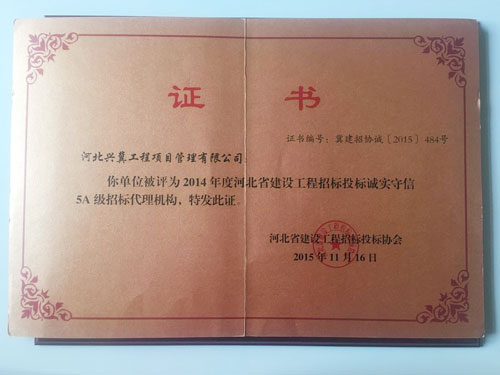 证书
证书编号：冀建招协诚〔2015〕484号
河北兴冀工程项目管理有限公司：
你单位被评为2014年度河北省建设工程招标投标诚实守信
5A级招标代理机构，特发此证。
河北省建设工程招标投标协会
2015年11月16日